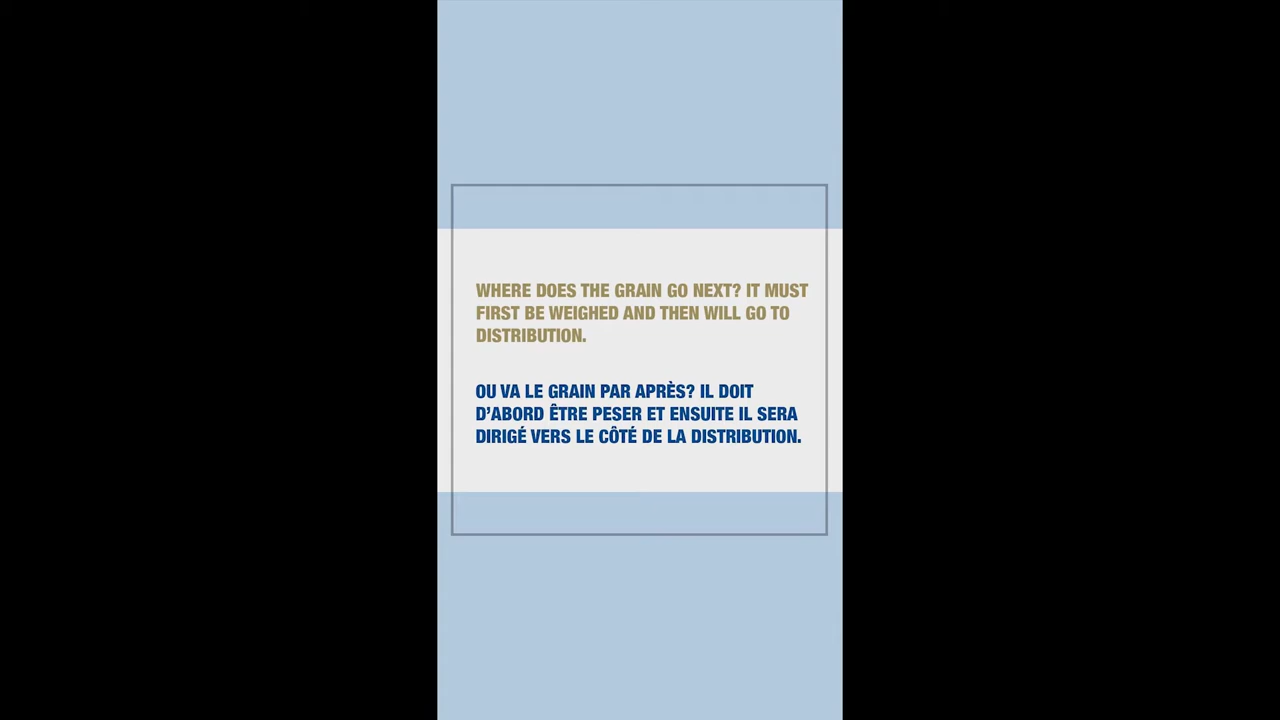 WHERE DOES THE GRAIN GO NEXT? IT MUST
FIRST BE WEIGHED AND THEN WILL GO TO
DISTRIBUTION.
OU VA LE GRAIN PAR APRÈS? IL DOIT
D’ABORD ÊTRE PESER ET ENSUITE IL SERA
DIRIGÉ VERS LE CÔTÉ DE LA DISTRIBUTION.